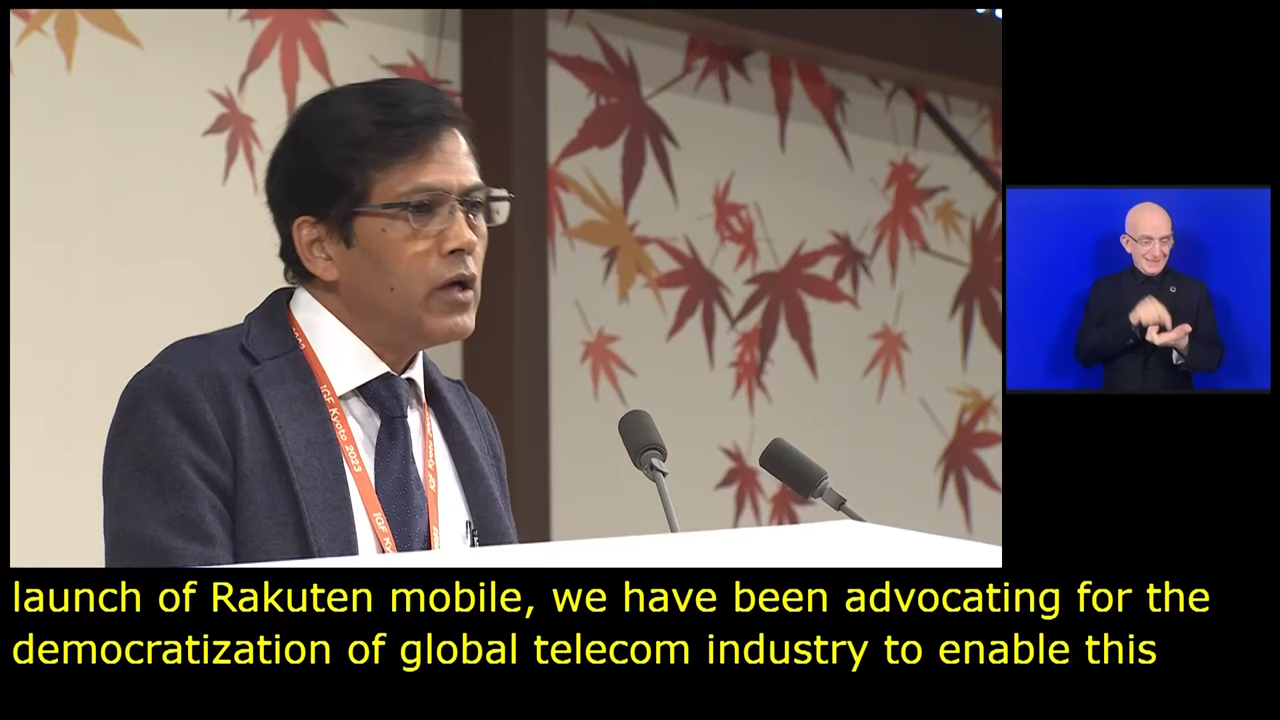 IGF Kyoto 2023
launch of Rakuten mobile, we have been advocating for the
democratization of global telecom industry to enable this